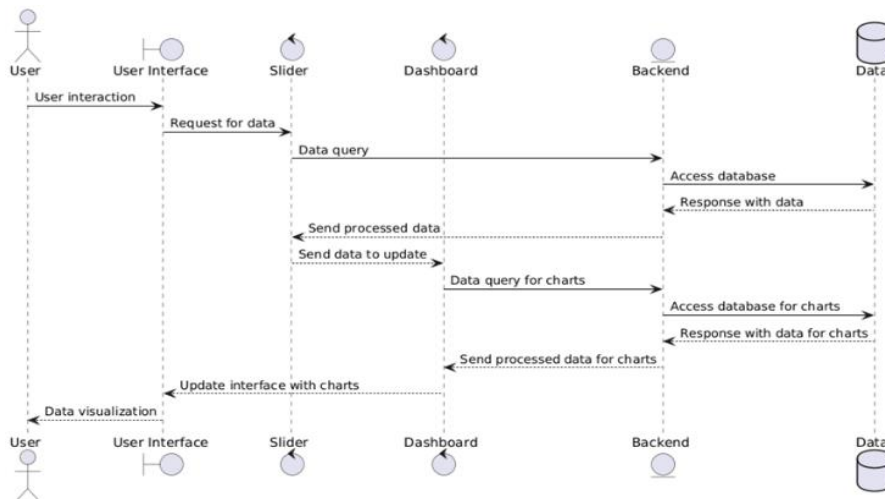 User User Interface Slider Dashboard Backend Data
User interaction
Request for data
Data query
Access database
Response with data
Send processed data
Send data to update
Data query for charts
Access database for charts
Response with data for charts
Send processed data for charts
Update interface with charts
Data visualization
User User Interface Slider Dashboard Backend Data